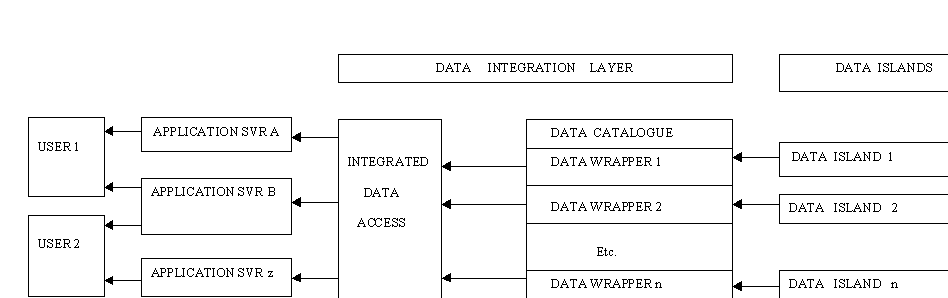 DATA INTEGRATION LAYER
DATA ISLANDS
USER 1
APPLICATION SVR A
APPLICATION SVR B
USER 2
APPLICATION SVR z
INTEGRATED
DATA
ACCESS
DATA CATALOGUE
DATA WRAPPER 1
DATA WRAPPER 2
Etc.
DATA WRAPPER n
DATA ISLAND 1
DATA ISLAND 2
DATA ISLAND n